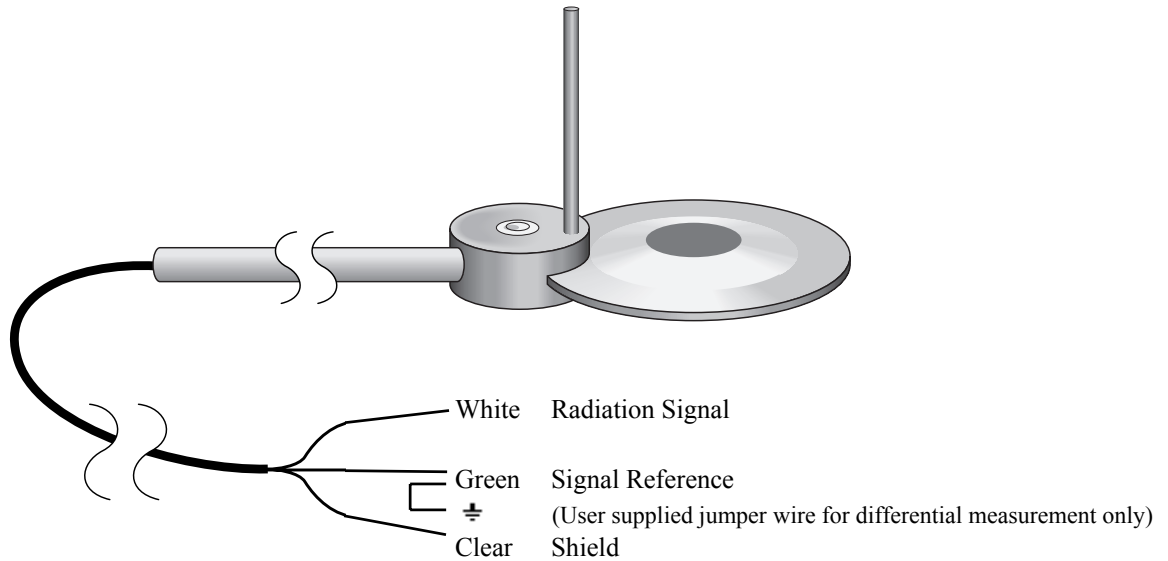 White Radiation Signal
Green Signal Reference
(User supplied jumper wire for differential measurement only)
Clear Shield